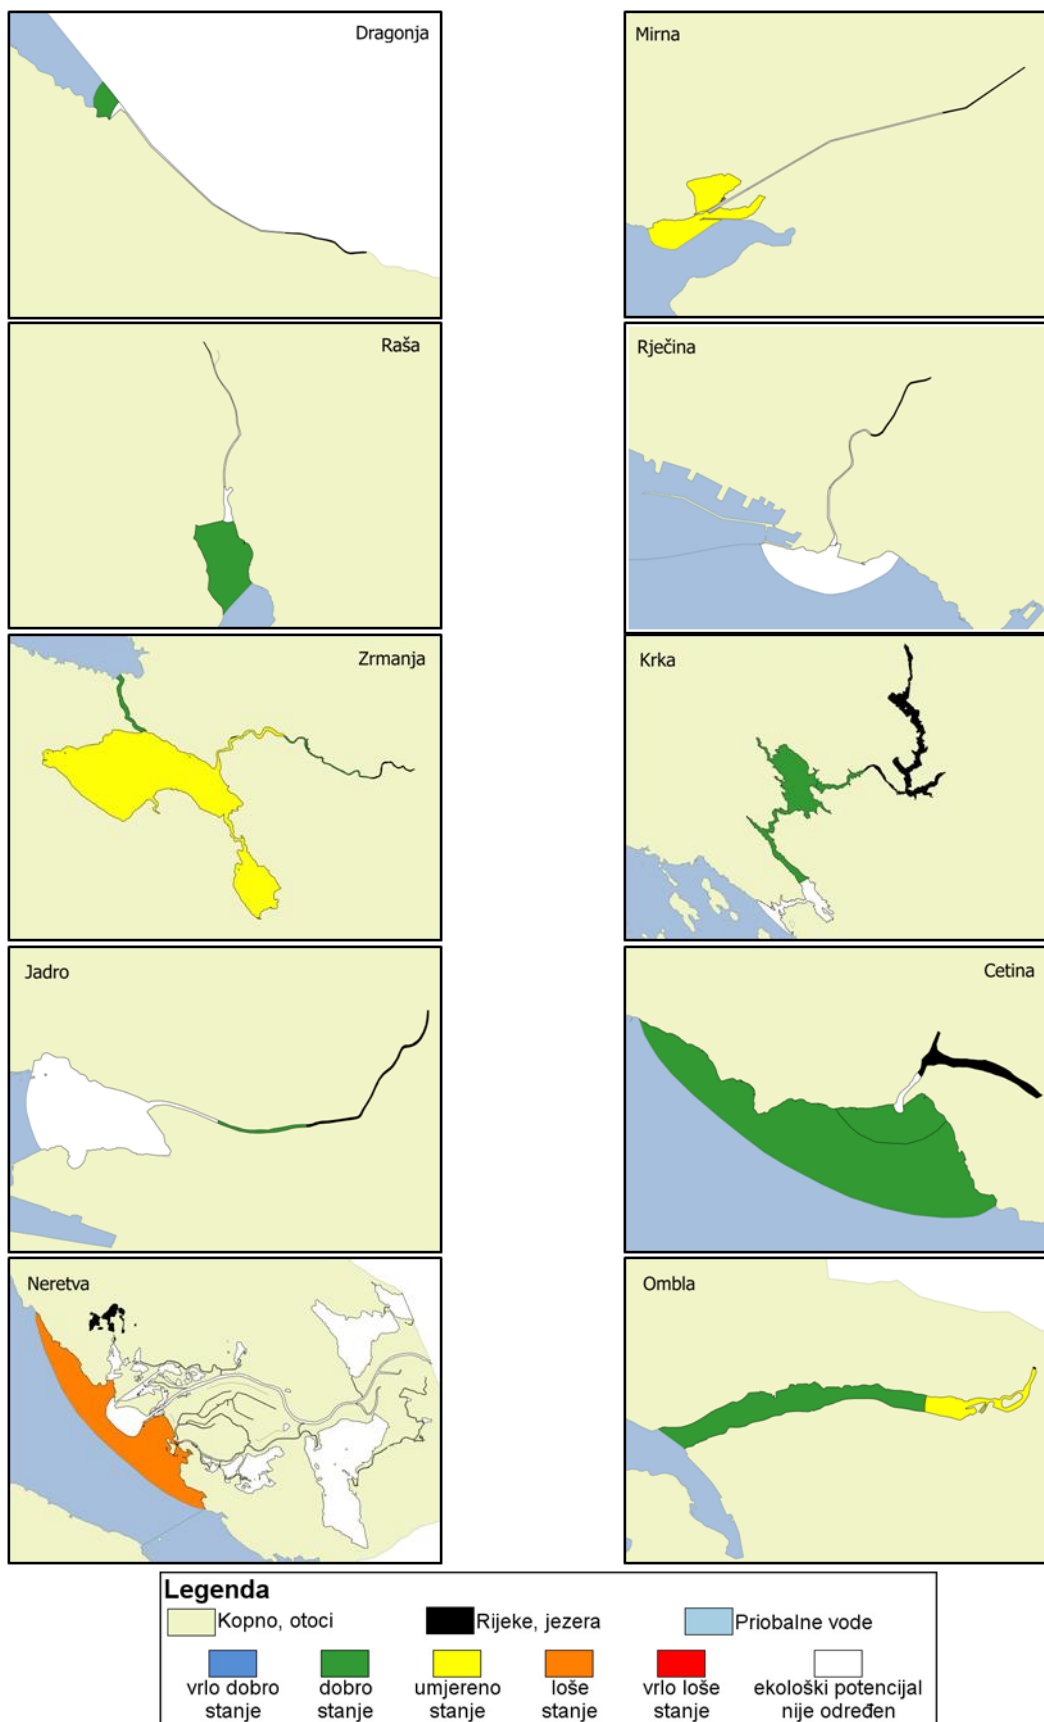 Dragonja
Mirna
Raša
Rječina
Zrmanja
Krka
Jadro
Cetina
Neretva
Ombla
Legenda
Kopno, otoci
Rijeke, jezera
Priobalne vode
vrlo dobro
stanje
dobro
stanje
umjereno
stanje
loše
stanje
vrlo loše
stanje
ekološki potencijal
nije određen